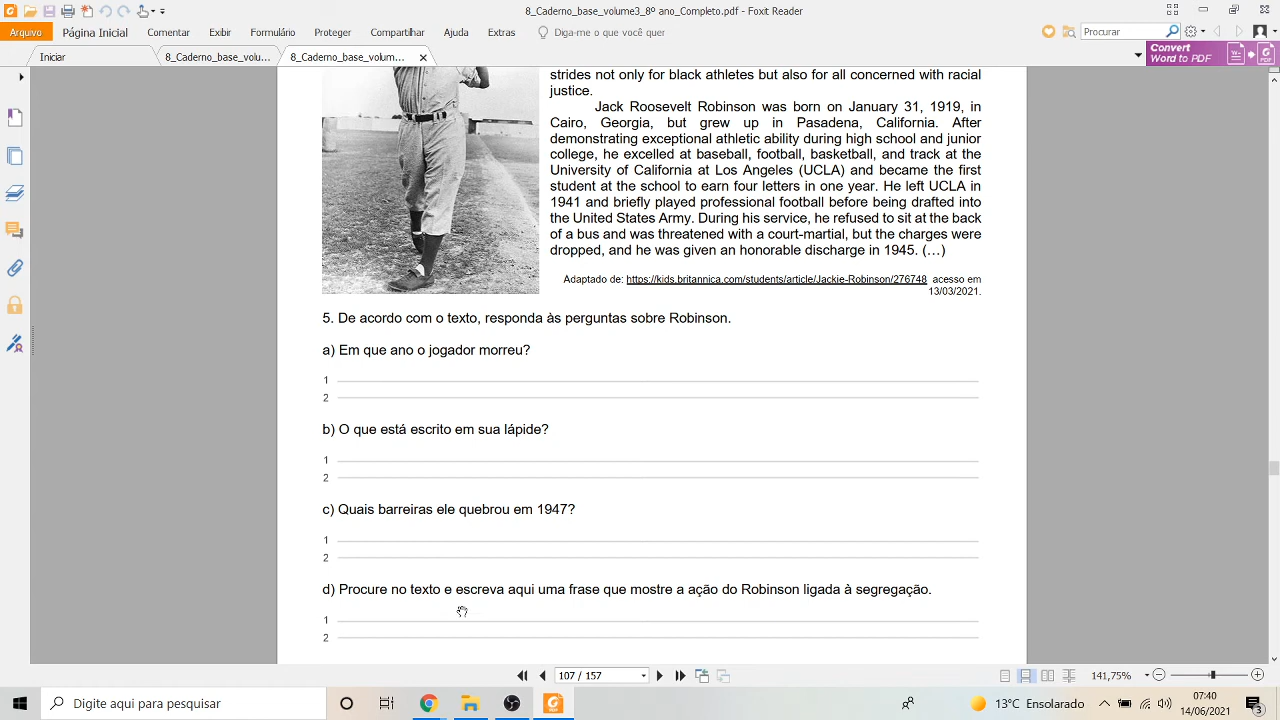 8_Caderno_base_volume3_8º ano_Completo.pdf - Foxit Reader
Arquivo Página Inicial Comentar Exibir Formulário Proteger Compartilhar Ajuda Extras Diga-me o que você quer Procurar
Iniciar 8_Caderno_base_volu... 8_Caderno_base_volum... Convert Word to PDF
strides not only for black athletes but also for all concerned with racial
justice.
Jack Roosevelt Robinson was born on January 31, 1919, in
Cairo, Georgia, but grew up in Pasadena, California. After
demonstrating exceptional athletic ability during high school and junior
college, he excelled at baseball, football, basketball, and track at the
University of California at Los Angeles (UCLA) and became the first
student at the school to earn four letters in one year. He left UCLA in
1941 and briefly played professional football before being drafted into
the United States Army. During his service, he refused to sit at the back
of a bus and was threatened with a court-martial, but the charges were
dropped, and he was given an honorable discharge in 1945. (…)
Adaptado de: https://kids.britannica.com/students/article/Jackie-Robinson/276748 acesso em
13/03/2021.
5. De acordo com o texto, responda às perguntas sobre Robinson.
a) Em que ano o jogador morreu?
1
2
b) O que está escrito em sua lápide?
1
2
c) Quais barreiras ele quebrou em 1947?
1
2
d) Procure no texto e escreva aqui uma frase que mostre a ação do Robinson ligada à segregação.
1
2
107 / 157 141,75%
Digite aqui para pesquisar 13°C Ensolarado 07:40
14/06/2021 3